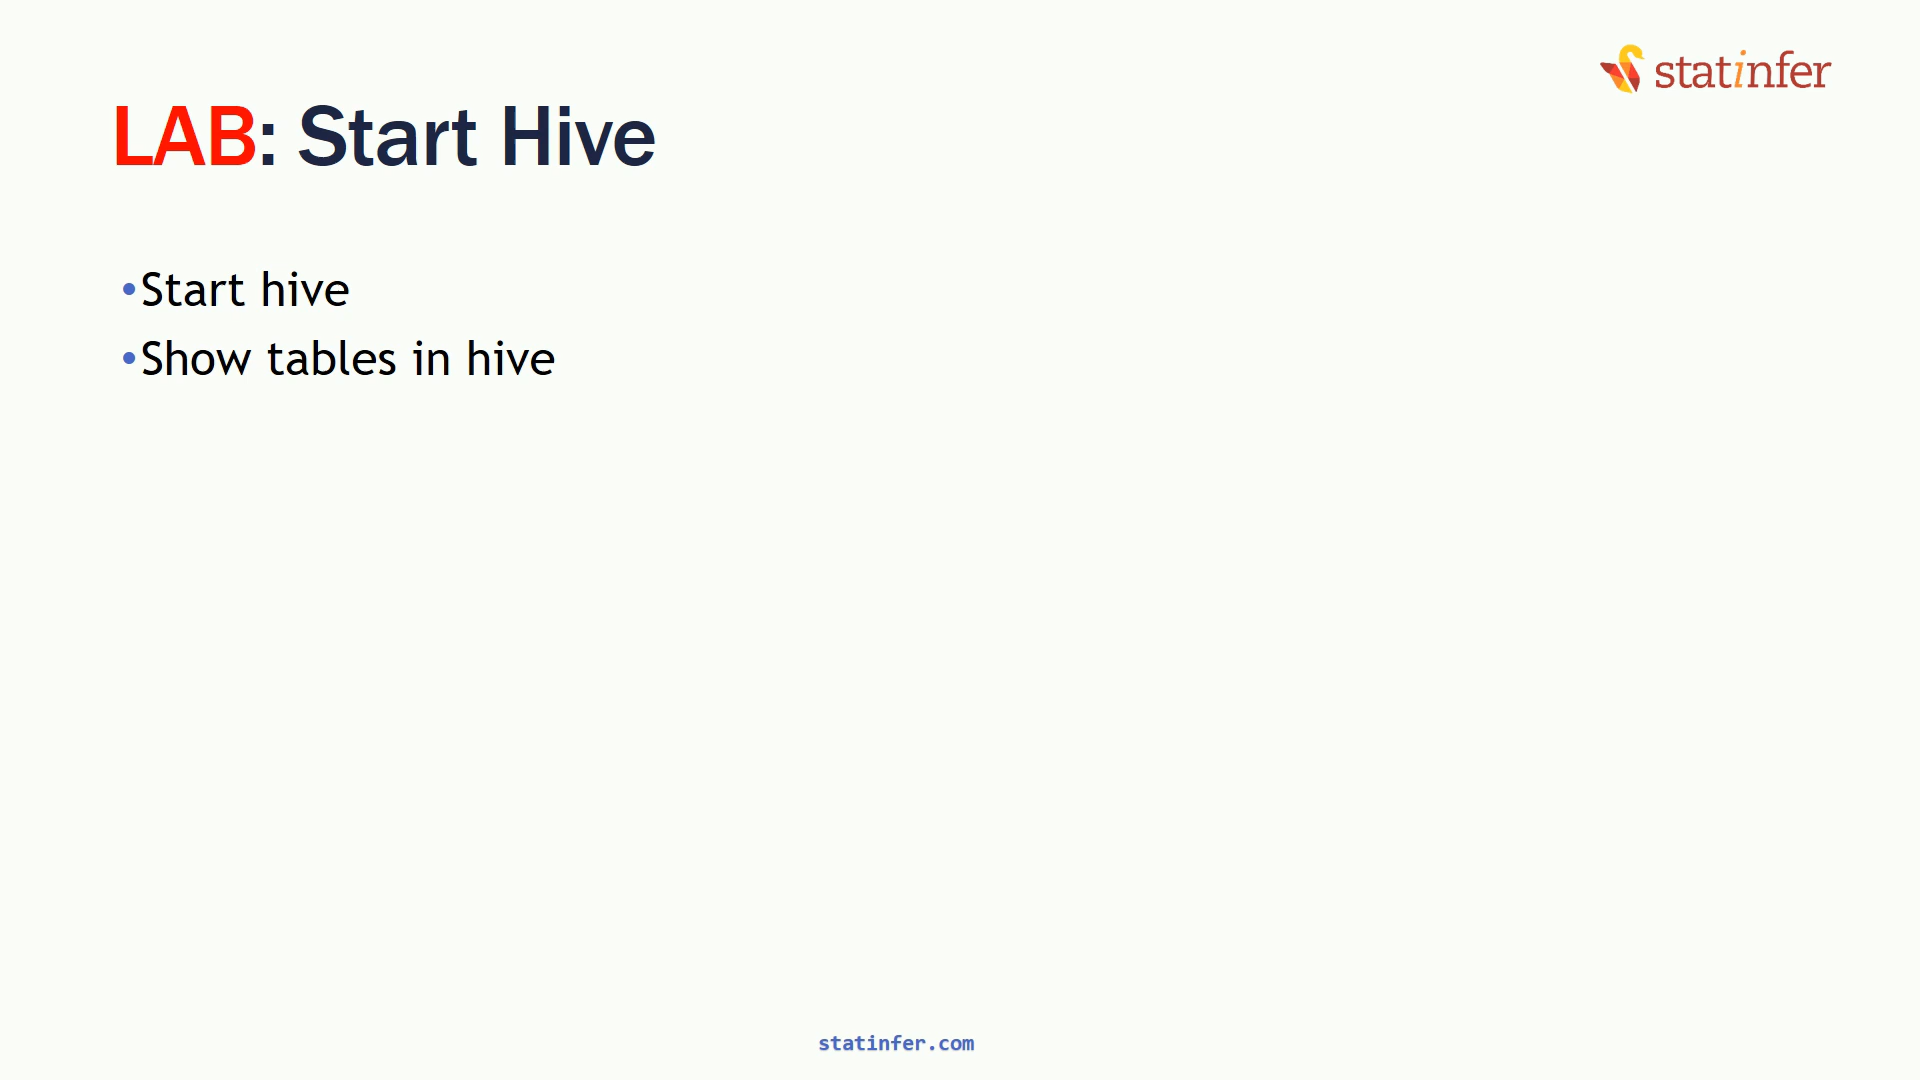 statinfer
LAB: Start Hive
•Start hive
•Show tables in hive
statinfer.com